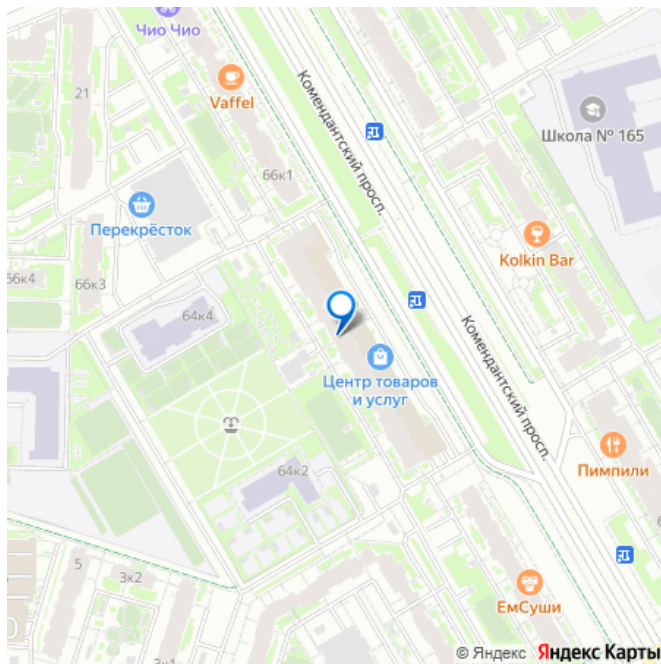 Чио Чио
21
Vaffel
Комендантский просп.
Школа № 165
66к1
Перекрёсток
Kolkin Bar
66к4
66к3
64к4
Комендантский просп.
Центр товаров
и услуг
64к2
Пимпили
5
3к2
ЕмСуши
3к1
© Яндекс Яндекс Карты